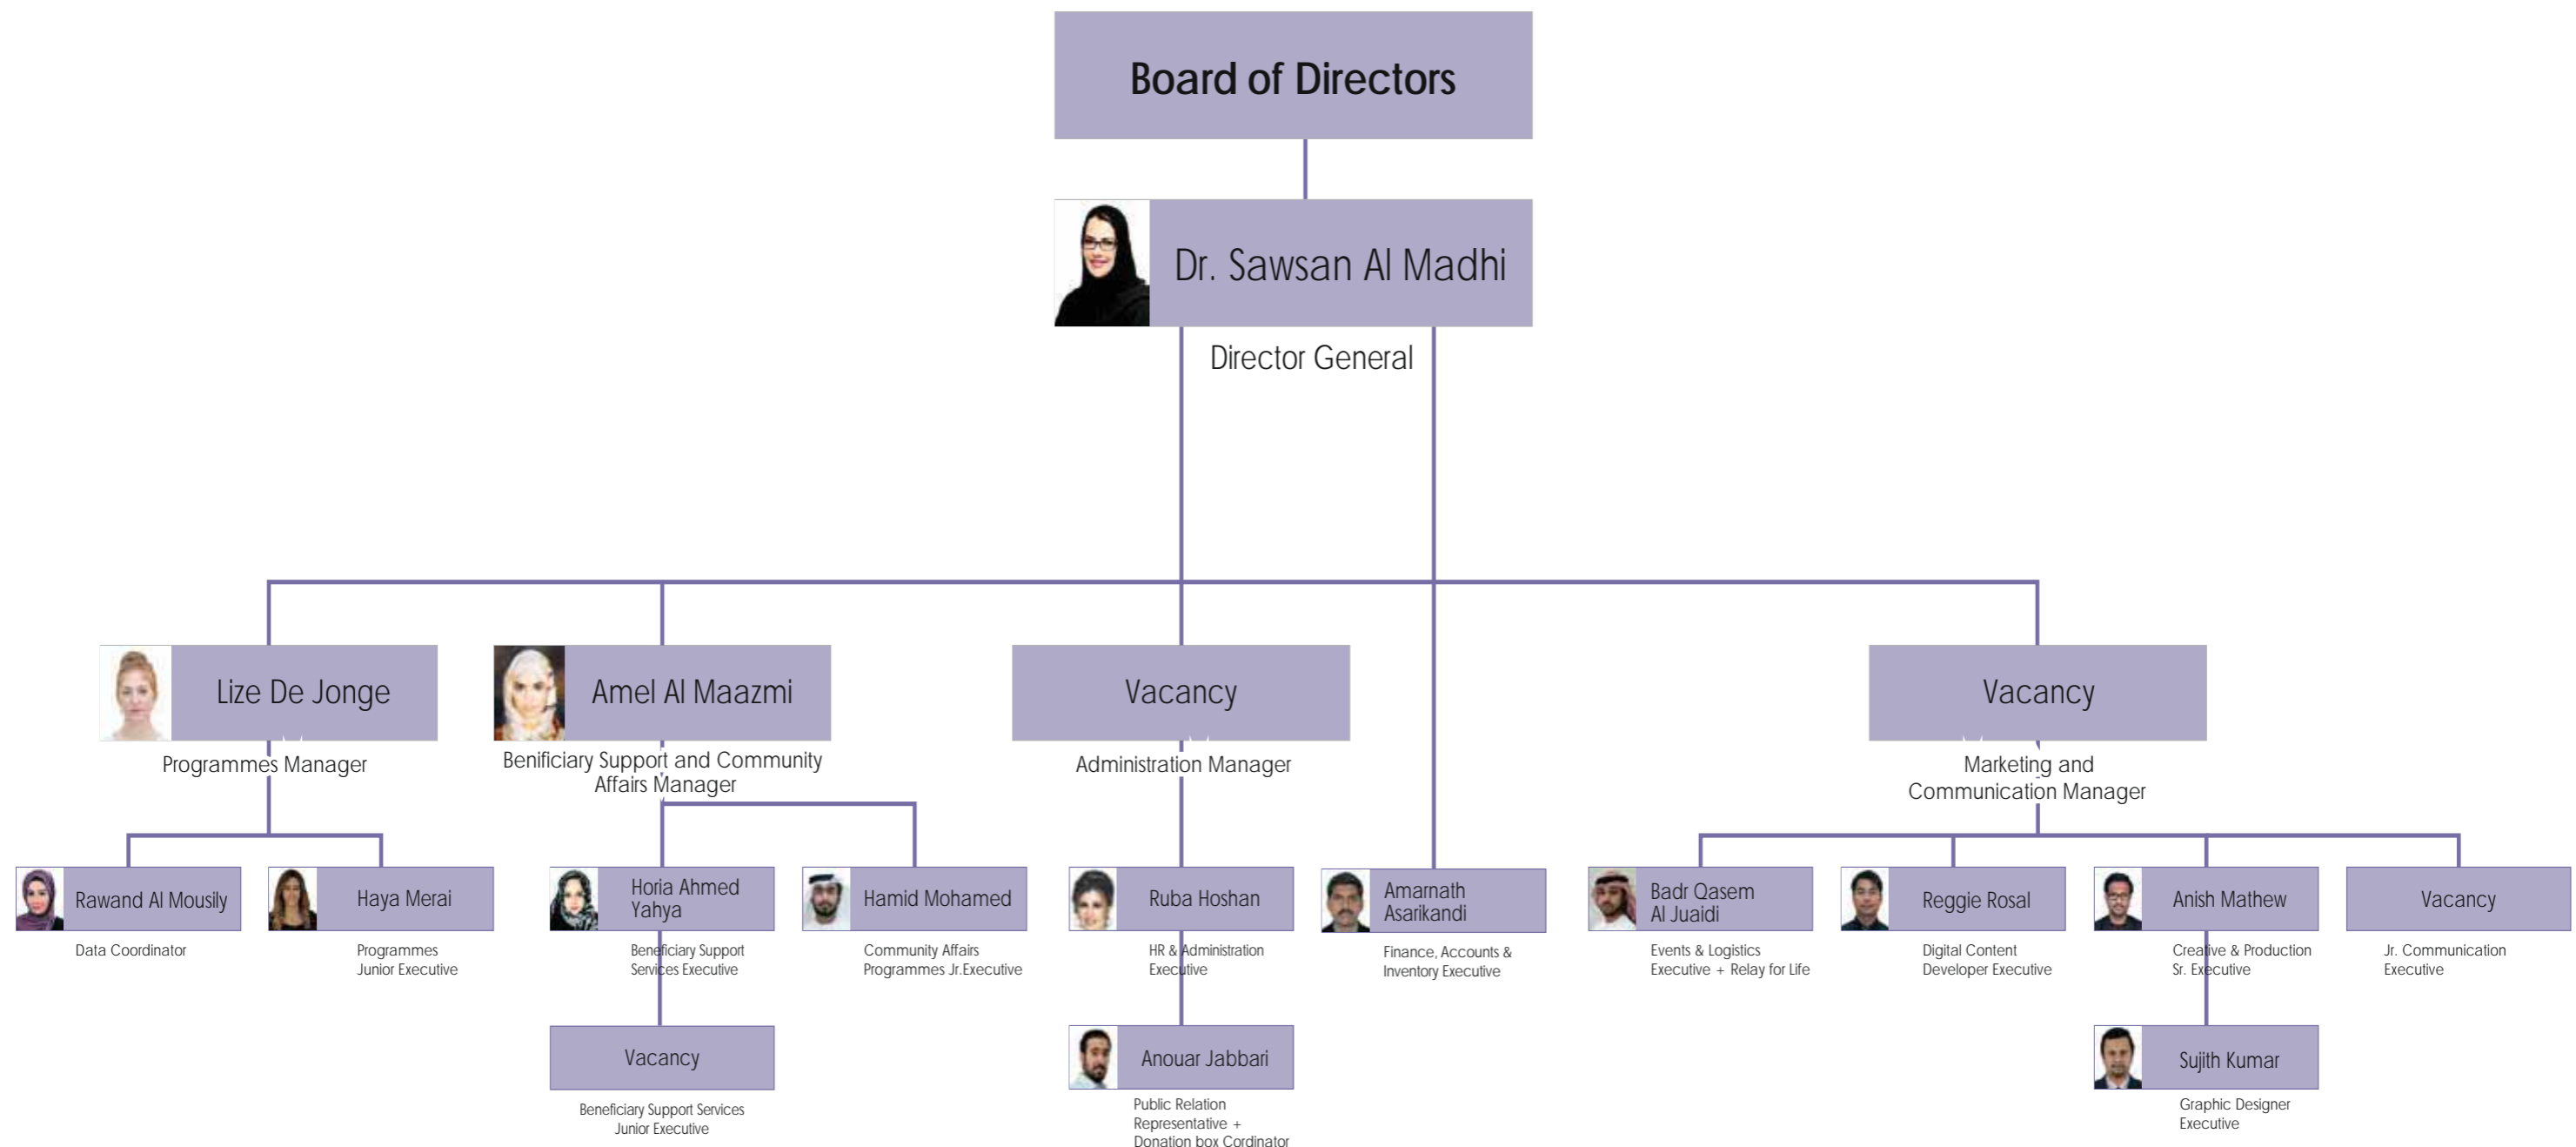 Board of Directors
Dr. Sawsan Al Madhi
Director General
Lize De Jonge
Programmes Manager
Amel Al Maazmi
Benificiary Support and Community
Affairs Manager
Vacancy
Administration Manager
Vacancy
Marketing and
Communication Manager
Rawand Al Mousily
Data Coordinator
Haya Merai
Programmes
Junior Executive
Horia Ahmed
Yahya
Beneficiary Support
Services Executive
Hamid Mohamed
Community Affairs
Programmes Jr.Executive
Ruba Hoshan
HR & Administration
Executive
Amarnath
Asarikandi
Finance, Accounts &
Inventory Executive
Badr Qasem
Al Juaidi
Events & Logistics
Executive + Relay for Life
Reggie Rosal
Digital Content
Developer Executive
Anish Mathew
Creative & Production
Sr. Executive
Vacancy
Jr. Communication
Executive
Vacancy
Beneficiary Support Services
Junior Executive
Anouar Jabbari
Public Relation
Representative +
Donation box Cordinator
Sujith Kumar
Graphic Designer
Executive